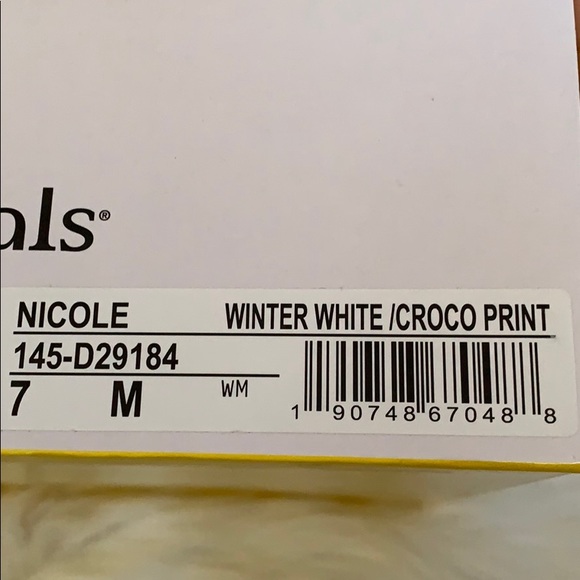 als®
NICOLE WINTER WHITE /CROCO PRINT
145-D29184
7 M WM
1 90748 67048 8